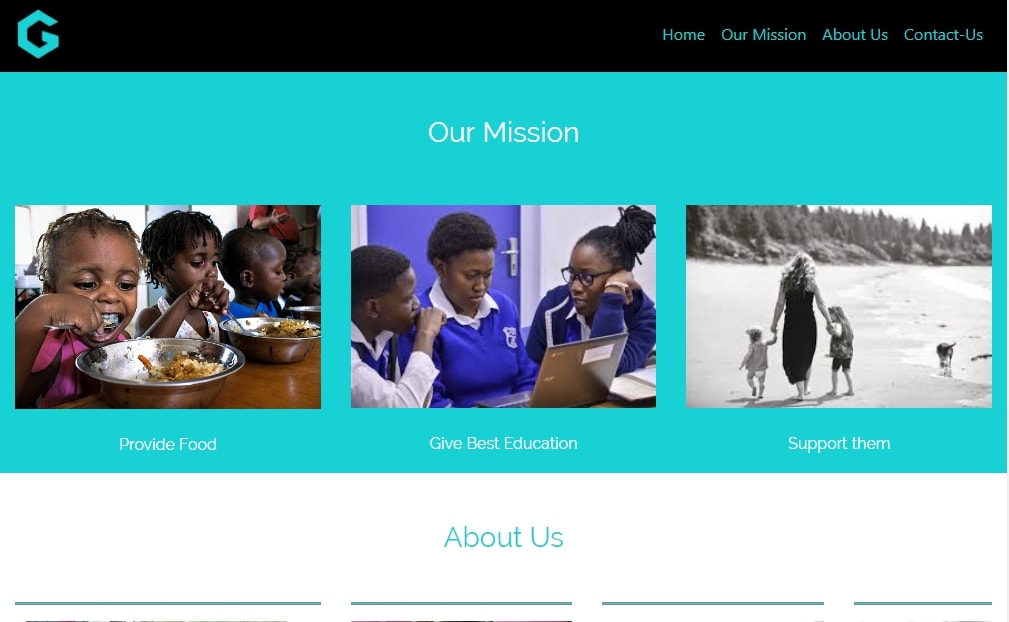 G
Home Our Mission About Us Contact-Us
Our Mission
Provide Food
Give Best Education
Support them
About Us